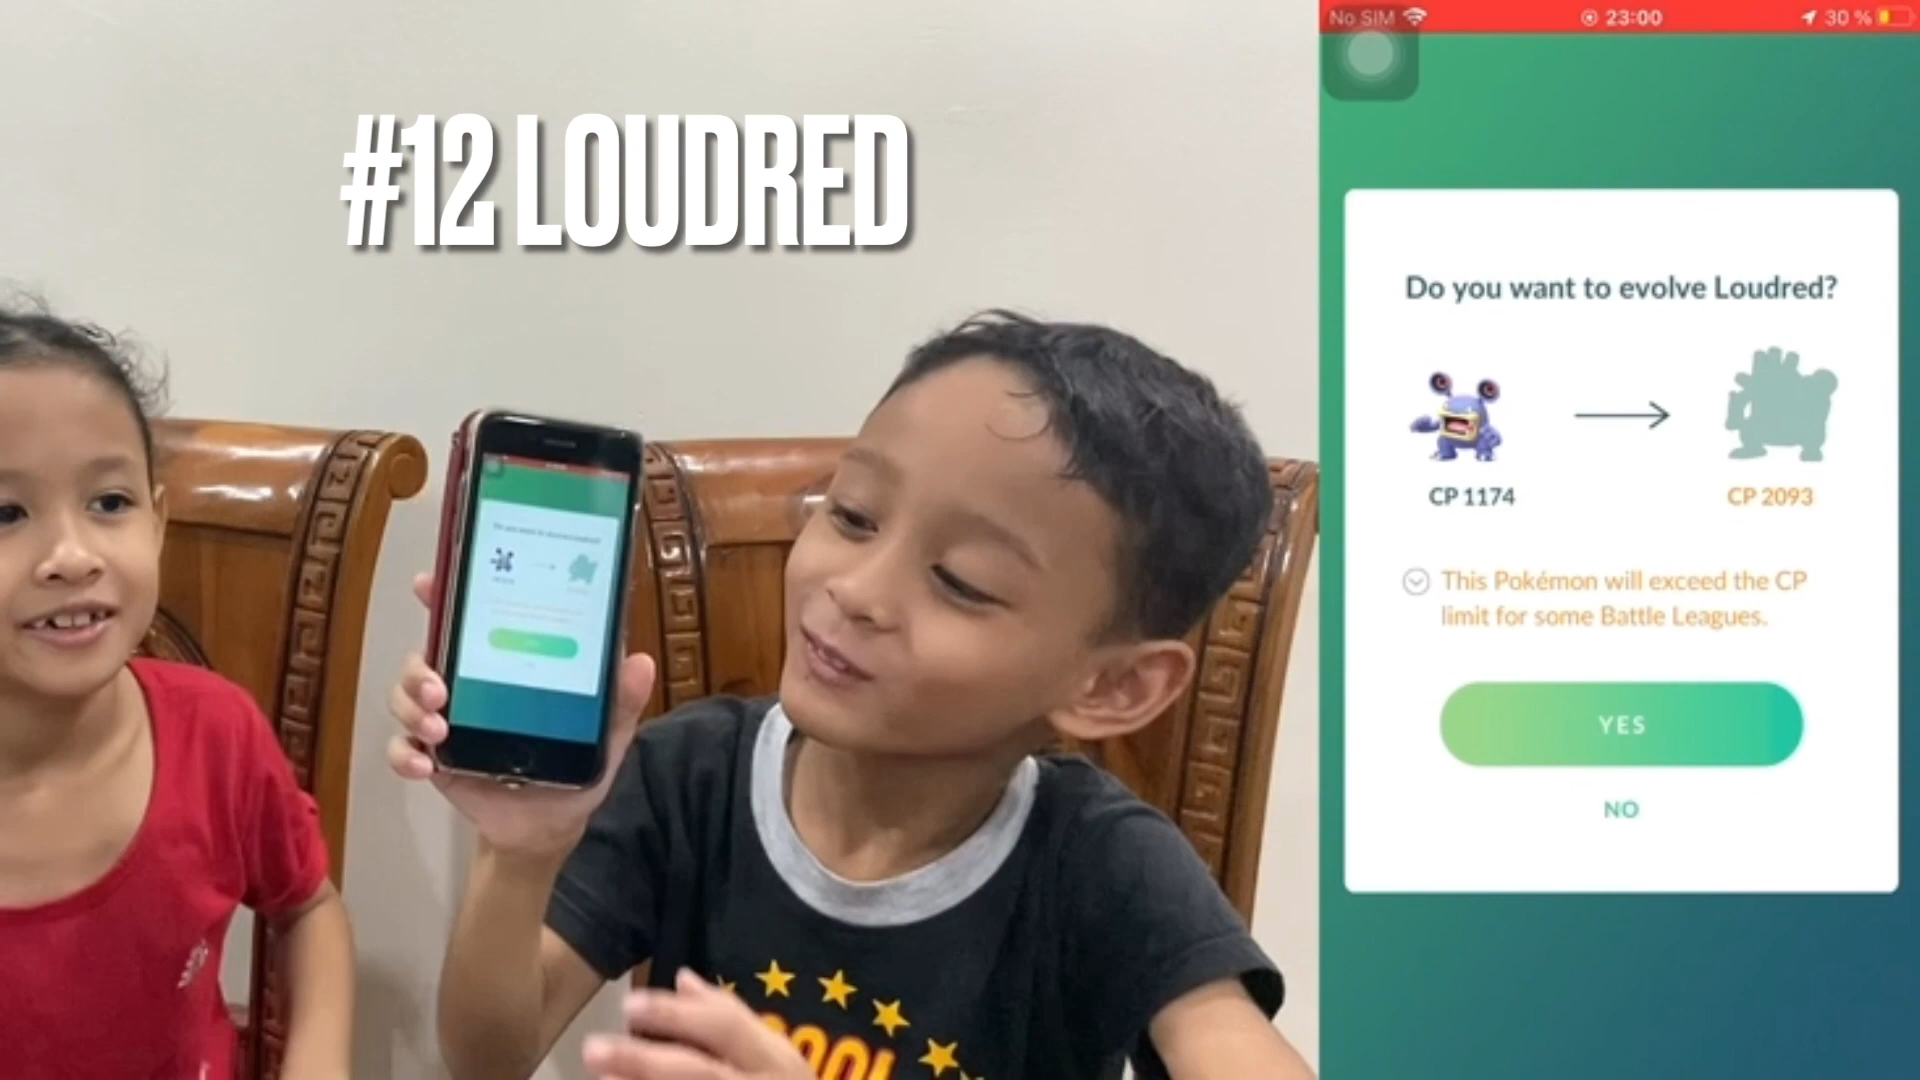 #12 LOUDRED
No SIM 23:00 30 %
Do you want to evolve Loudred?
CP 1174 CP 2093
This Pokémon will exceed the CP
limit for some Battle Leagues.
YES
NO